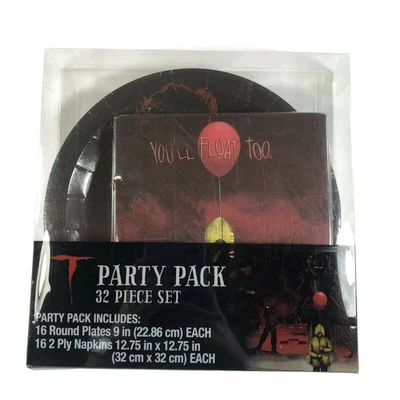 YOU'LL FLOAT TOO.
IT
PARTY PACK
32 PIECE SET
PARTY PACK INCLUDES:
16 Round Plates 9 in (22.86 cm) EACH
16 2 Ply Napkins 12.75 in x 12.75 in
(32 cm x 32 cm) EACH